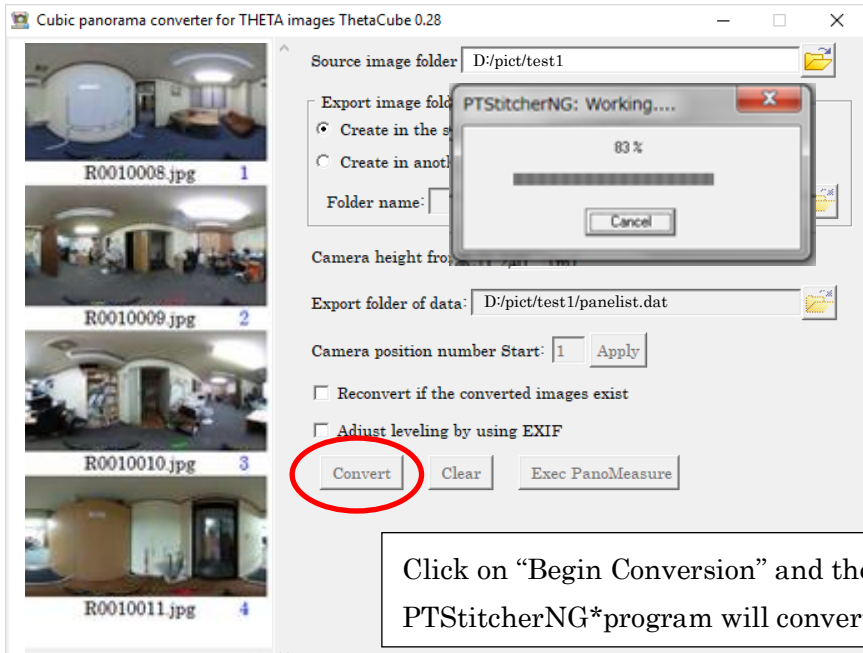 Cubic panorama converter for THETA images ThetaCube 0.28
R0010008.jpg 1
R0010009.jpg 2
R0010010.jpg 3
R0010011.jpg 4
Source image folder D:/pict/test1
Export image fold
Create in the s
Create in anoth
Folder name:
PTStitcherNG: Working....
83 %
Cancel
Camera height from
Export folder of data: D:/pict/test1/panelist.dat
Camera position number Start: 1 Apply
Reconvert if the converted images exist
Adjust leveling by using EXIF
Convert Clear Exec PanoMeasure
Click on “Begin Conversion” and the
PTStitcherNG*program will conver